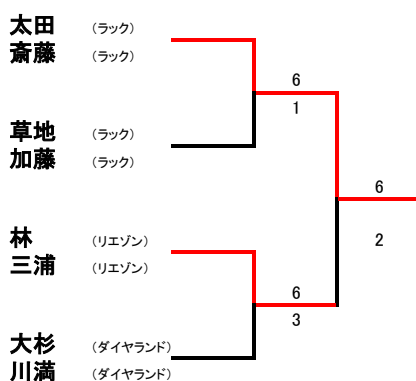 太田 (ラック)
斎藤 (ラック)
6
1
草地 (ラック)
加藤 (ラック)
6
2
林 (リエゾン)
三浦 (リエゾン)
6
3
大杉 (ダイヤランド)
川満 (ダイヤランド)